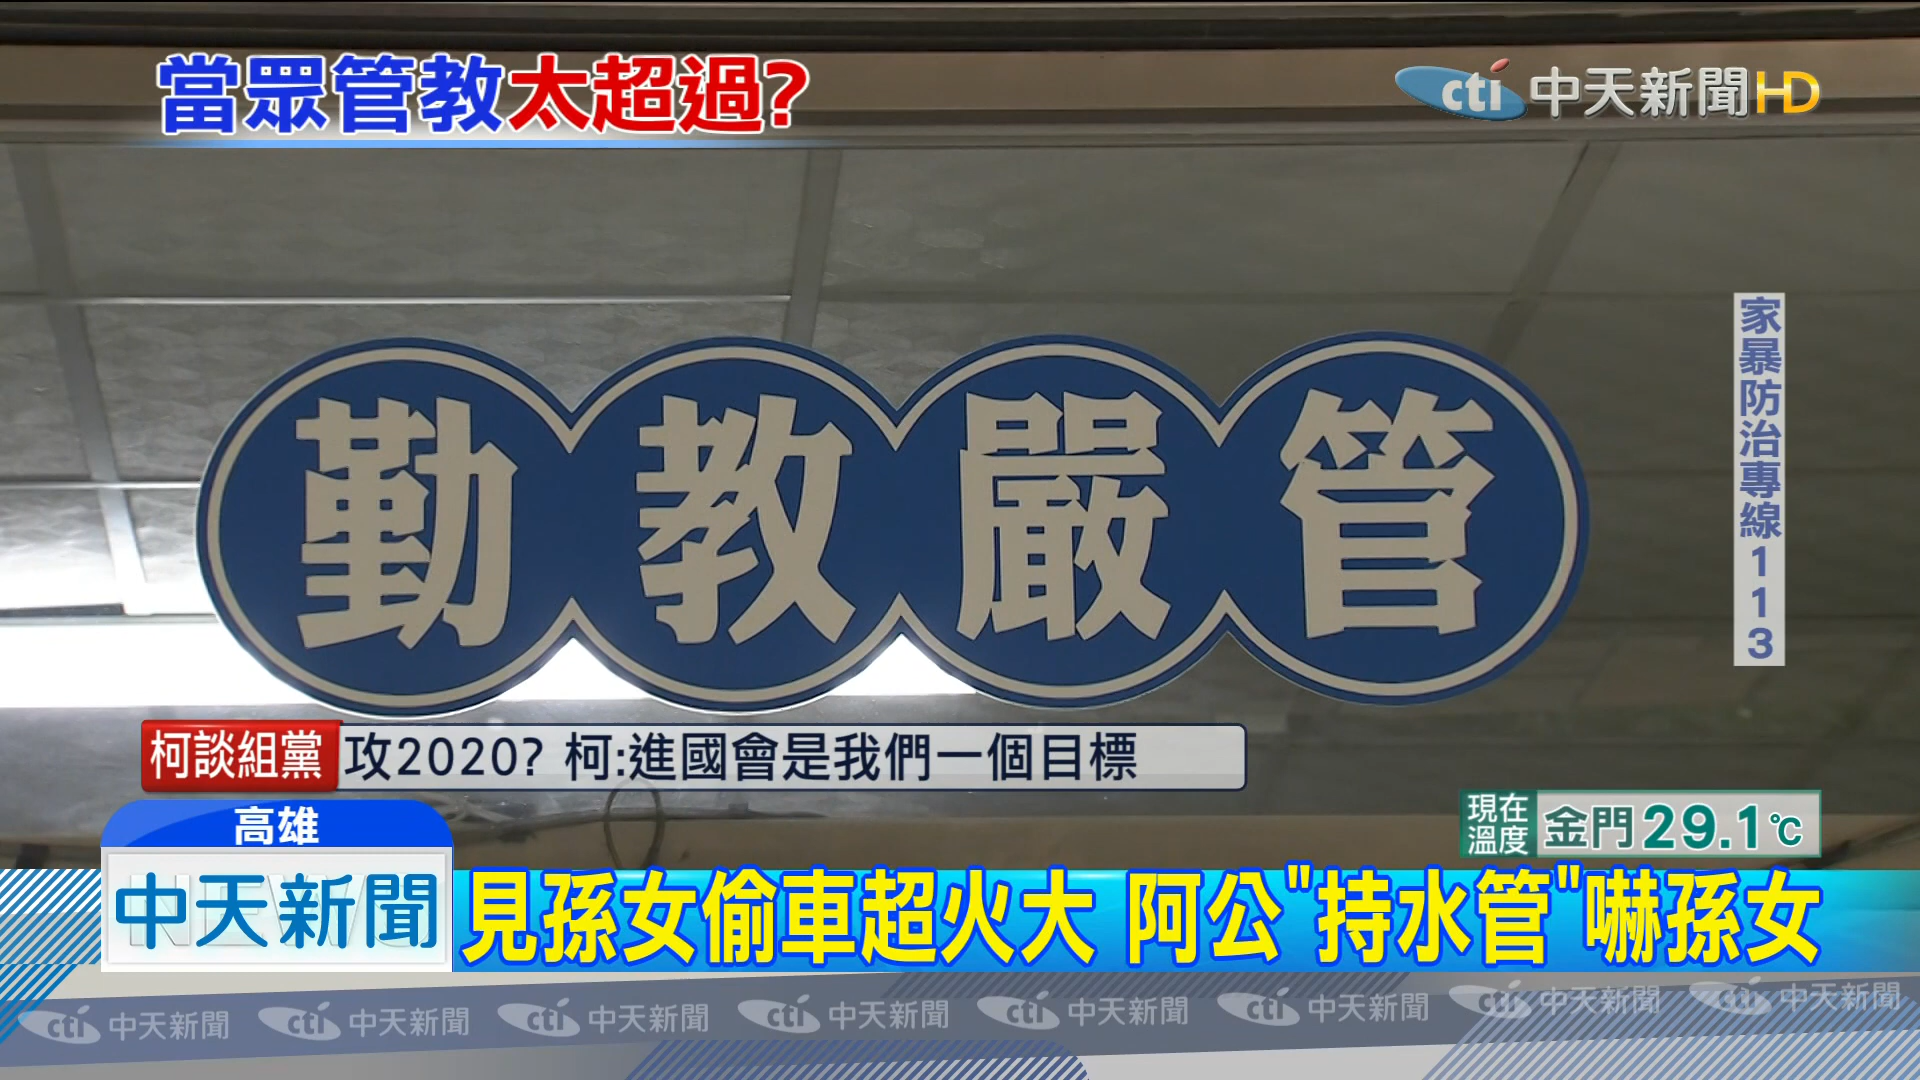 當眾管教太超過?
cti 中天新聞HD
勤教嚴管
家暴防治專線113
柯談組黨 攻2020? 柯:進國會是我們一個目標
現在溫度 金門 29.1℃
高雄
中天新聞
見孫女偷車超火大 阿公"持水管"嚇孫女
cti 中天新聞 cti 中天新聞 cti 中天新聞 cti 中天新聞 cti 中天新聞 cti 中天新聞 cti 中天新聞 cti 中天新聞